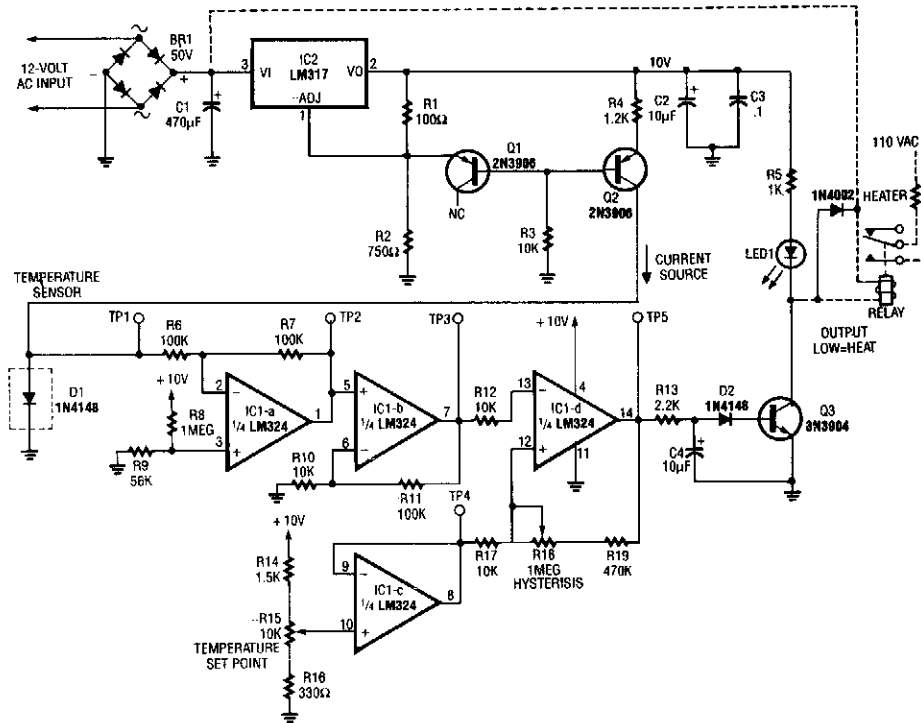 BR1
50V
12-VOLT
AC INPUT
~
~
−
+
C1
470µF
+
3
VI
IC2
LM317
VO
2
--ADJ
1
R1
100Ω
R2
750Ω
Q1
2N3906
NC
R3
10K
10V
R4
1.2K
Q2
2N3906
C2
10µF
+
C3
.1
R5
1K
LED1
1N4002
110 VAC
HEATER
RELAY
CURRENT
SOURCE
OUTPUT
LOW=HEAT
TEMPERATURE
SENSOR
TP1
R6
100K
R7
100K
TP2
TP3
+10V
TP5
D1
1N4148
+10V
R8
1MEG
R9
56K
2
−
3
+
IC1-a
1/4 LM324
1
5
+
6
−
IC1-b
1/4 LM324
7
R10
10K
R11
100K
R12
10K
13
−
12
+
IC1-d
1/4 LM324
4
11
14
R13
2.2K
D2
1N4148
C4
10µF
+
Q3
3N3904
TP4
+10V
R14
1.5K
--R15
10K
TEMPERATURE
SET POINT
R16
330Ω
9
−
10
+
IC1-c
1/4 LM324
8
R17
10K
R18
1MEG
HYSTERISIS
R19
470K